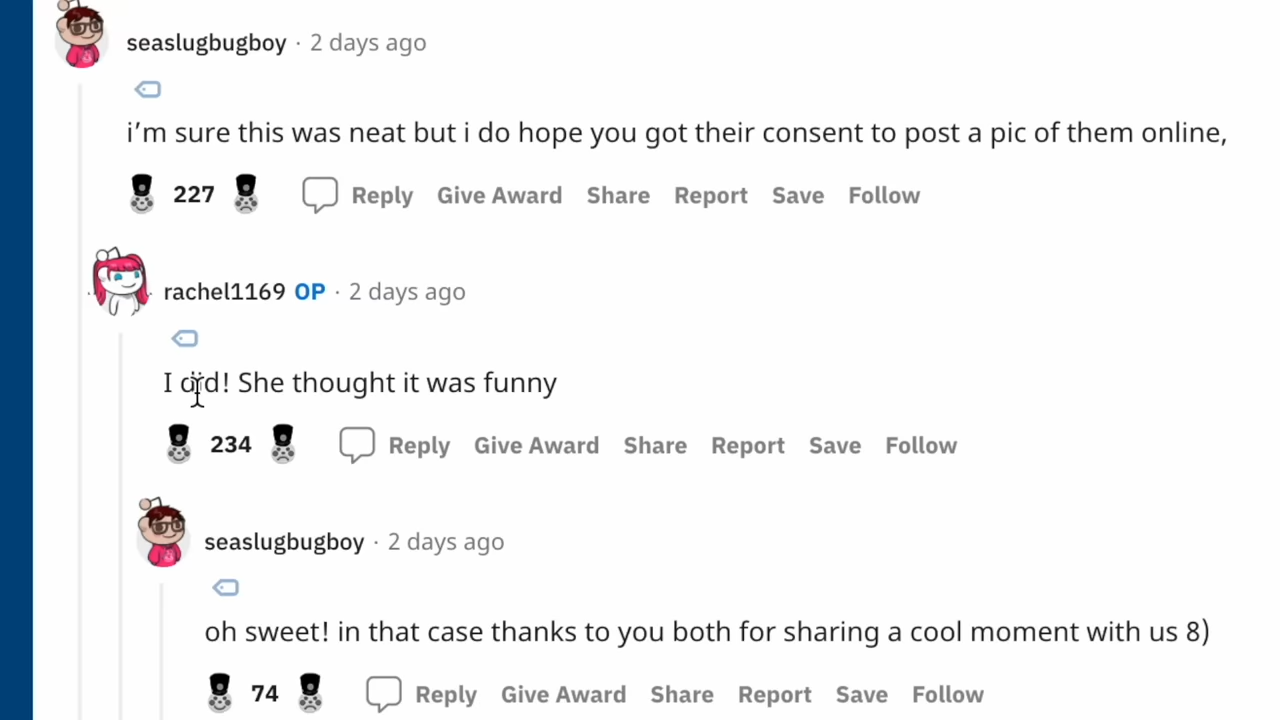 seaslugbugboy · 2 days ago
i’m sure this was neat but i do hope you got their consent to post a pic of them online,
227 Reply Give Award Share Report Save Follow
rachel1169 OP · 2 days ago
I did! She thought it was funny
234 Reply Give Award Share Report Save Follow
seaslugbugboy · 2 days ago
oh sweet! in that case thanks to you both for sharing a cool moment with us 8)
74 Reply Give Award Share Report Save Follow